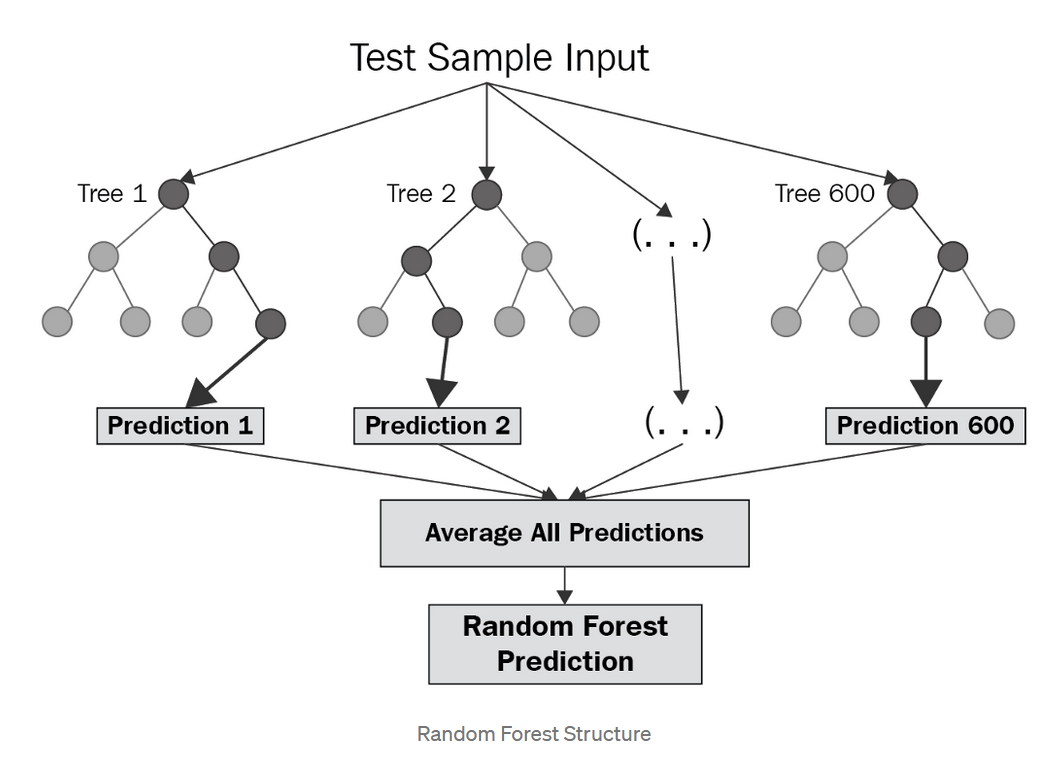 Test Sample Input
Tree 1
Tree 2
Tree 600
(. . .)
Prediction 1
Prediction 2
(. . .)
Prediction 600
Average All Predictions
Random Forest
Prediction
Random Forest Structure